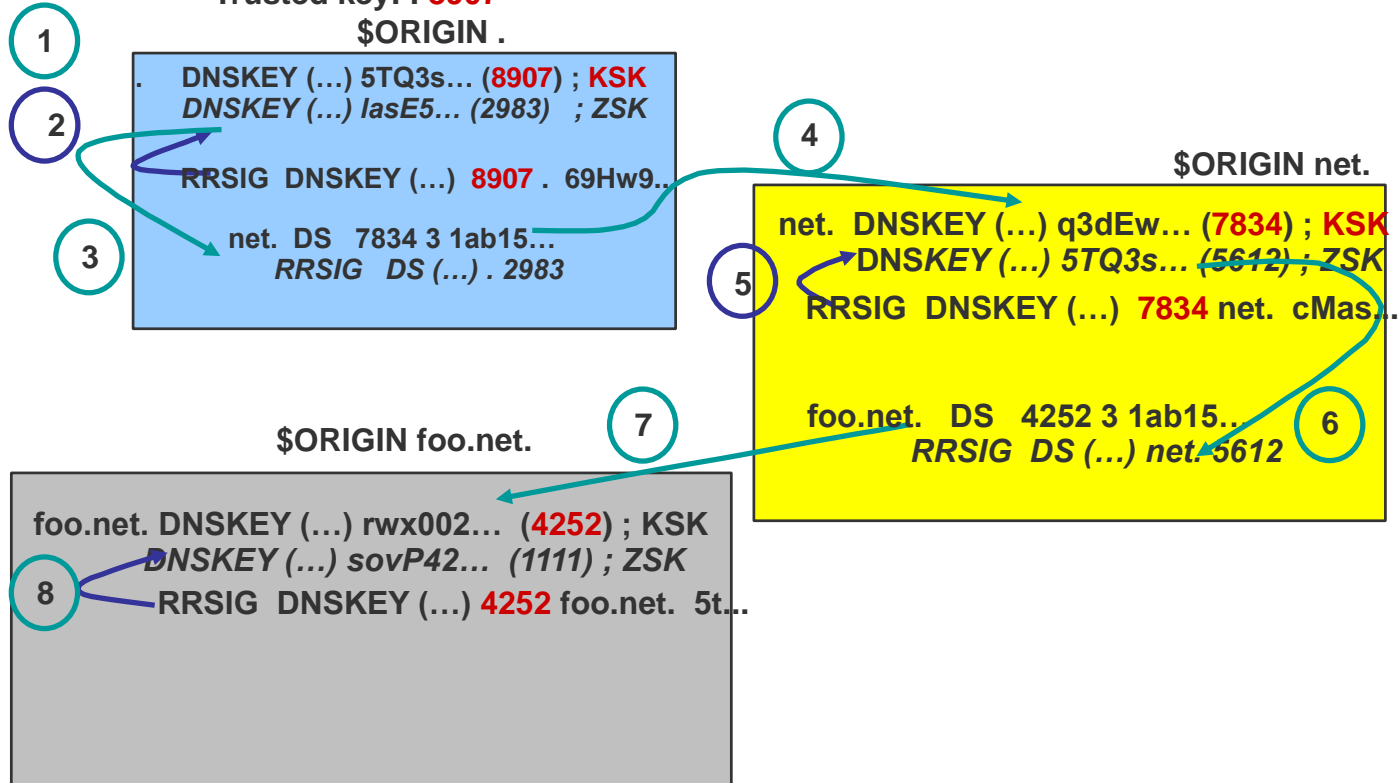 Trusted key: . 8907
1
$ORIGIN .
. DNSKEY (…) 5TQ3s… (8907) ; KSK
DNSKEY (…) lasE5… (2983) ; ZSK
2
RRSIG DNSKEY (…) 8907 . 69Hw9..
net. DS 7834 3 1ab15…
3
RRSIG DS (…) . 2983
4
$ORIGIN net.
net. DNSKEY (…) q3dEw… (7834) ; KSK
DNSKEY (…) 5TQ3s… (5612) ; ZSK
5
RRSIG DNSKEY (…) 7834 net. cMas...
foo.net. DS 4252 3 1ab15…
6
RRSIG DS (…) net. 5612
7
$ORIGIN foo.net.
foo.net. DNSKEY (…) rwx002… (4252) ; KSK
DNSKEY (…) sovP42… (1111) ; ZSK
8
RRSIG DNSKEY (…) 4252 foo.net. 5t...